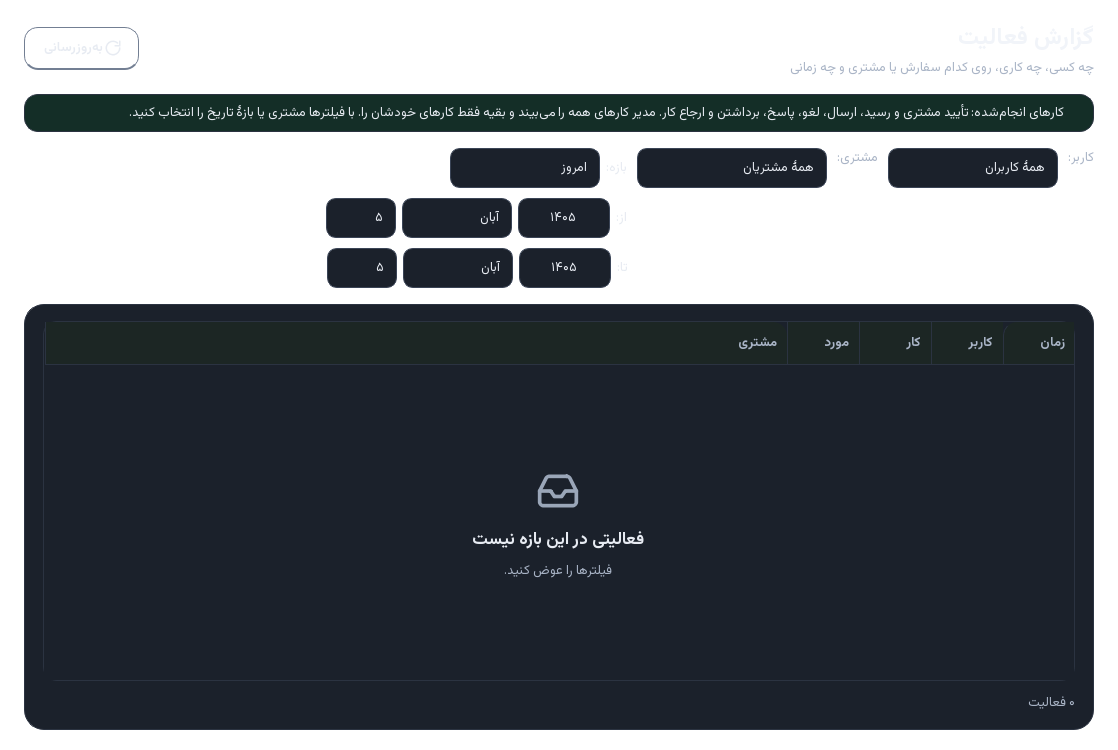 گزارش فعالیت
به‌روزرسانی
چه کسی، چه کاری، روی کدام سفارش یا مشتری و چه زمانی
کارهای انجام‌شده: تأیید مشتری و رسید، ارسال، لغو، پاسخ، برداشتن و ارجاع کار. مدیر کارهای همه را می‌بیند و بقیه فقط کارهای خودشان را. با فیلترها مشتری یا بازهٔ تاریخ را انتخاب کنید.
کاربر: همهٔ کاربران مشتری: همهٔ مشتریان بازه: امروز
از: ۱۴۰۵ آبان ۵
تا: ۱۴۰۵ آبان ۵
زمان کاربر کار مورد مشتری
فعالیتی در این بازه نیست
فیلترها را عوض کنید.
۰ فعالیت